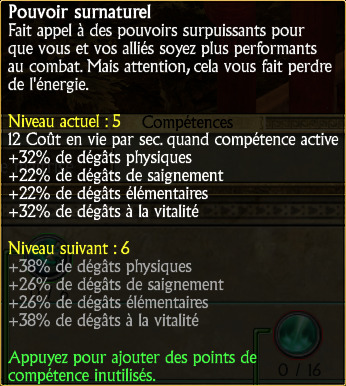 Pouvoir surnaturel
Fait appel à des pouvoirs surpuissants pour
que vous et vos alliés soyez plus performants
au combat. Mais attention, cela vous fait perdre
de l'énergie.
Niveau actuel : 5
Compétences
12 Coût en vie par sec. quand compétence active
+32% de dégâts physiques
+22% de dégâts de saignement
+22% de dégâts élémentaires
+32% de dégâts à la vitalité
Niveau suivant : 6
+38% de dégâts physiques
+26% de dégâts de saignement
+26% de dégâts élémentaires
+38% de dégâts à la vitalité
Appuyez pour ajouter des points de
compétence inutilisés.
0 / 16